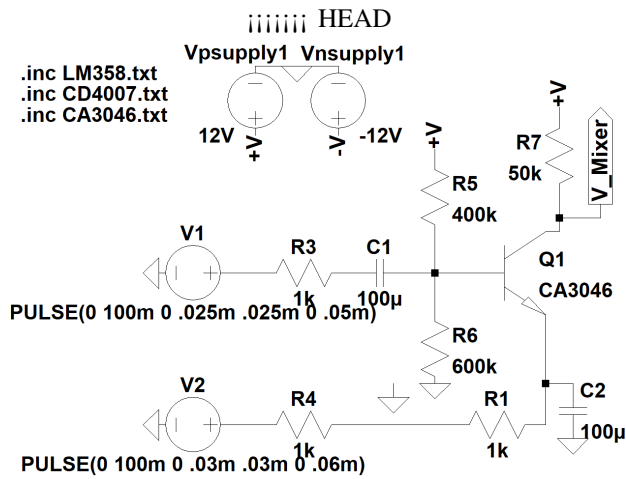 ¡¡¡¡¡¡¡ HEAD
Vpsupply1 Vnsupply1
.inc LM358.txt
.inc CD4007.txt
.inc CA3046.txt
12V
-12V
+V
-V
+V
+V
R7
50k
V_Mixer
R5
400k
V1
R3
1k
C1
100µ
Q1
CA3046
PULSE(0 100m 0 .025m .025m 0 .05m)
R6
600k
V2
R4
1k
R1
1k
C2
100µ
PULSE(0 100m 0 .03m .03m 0 .06m)